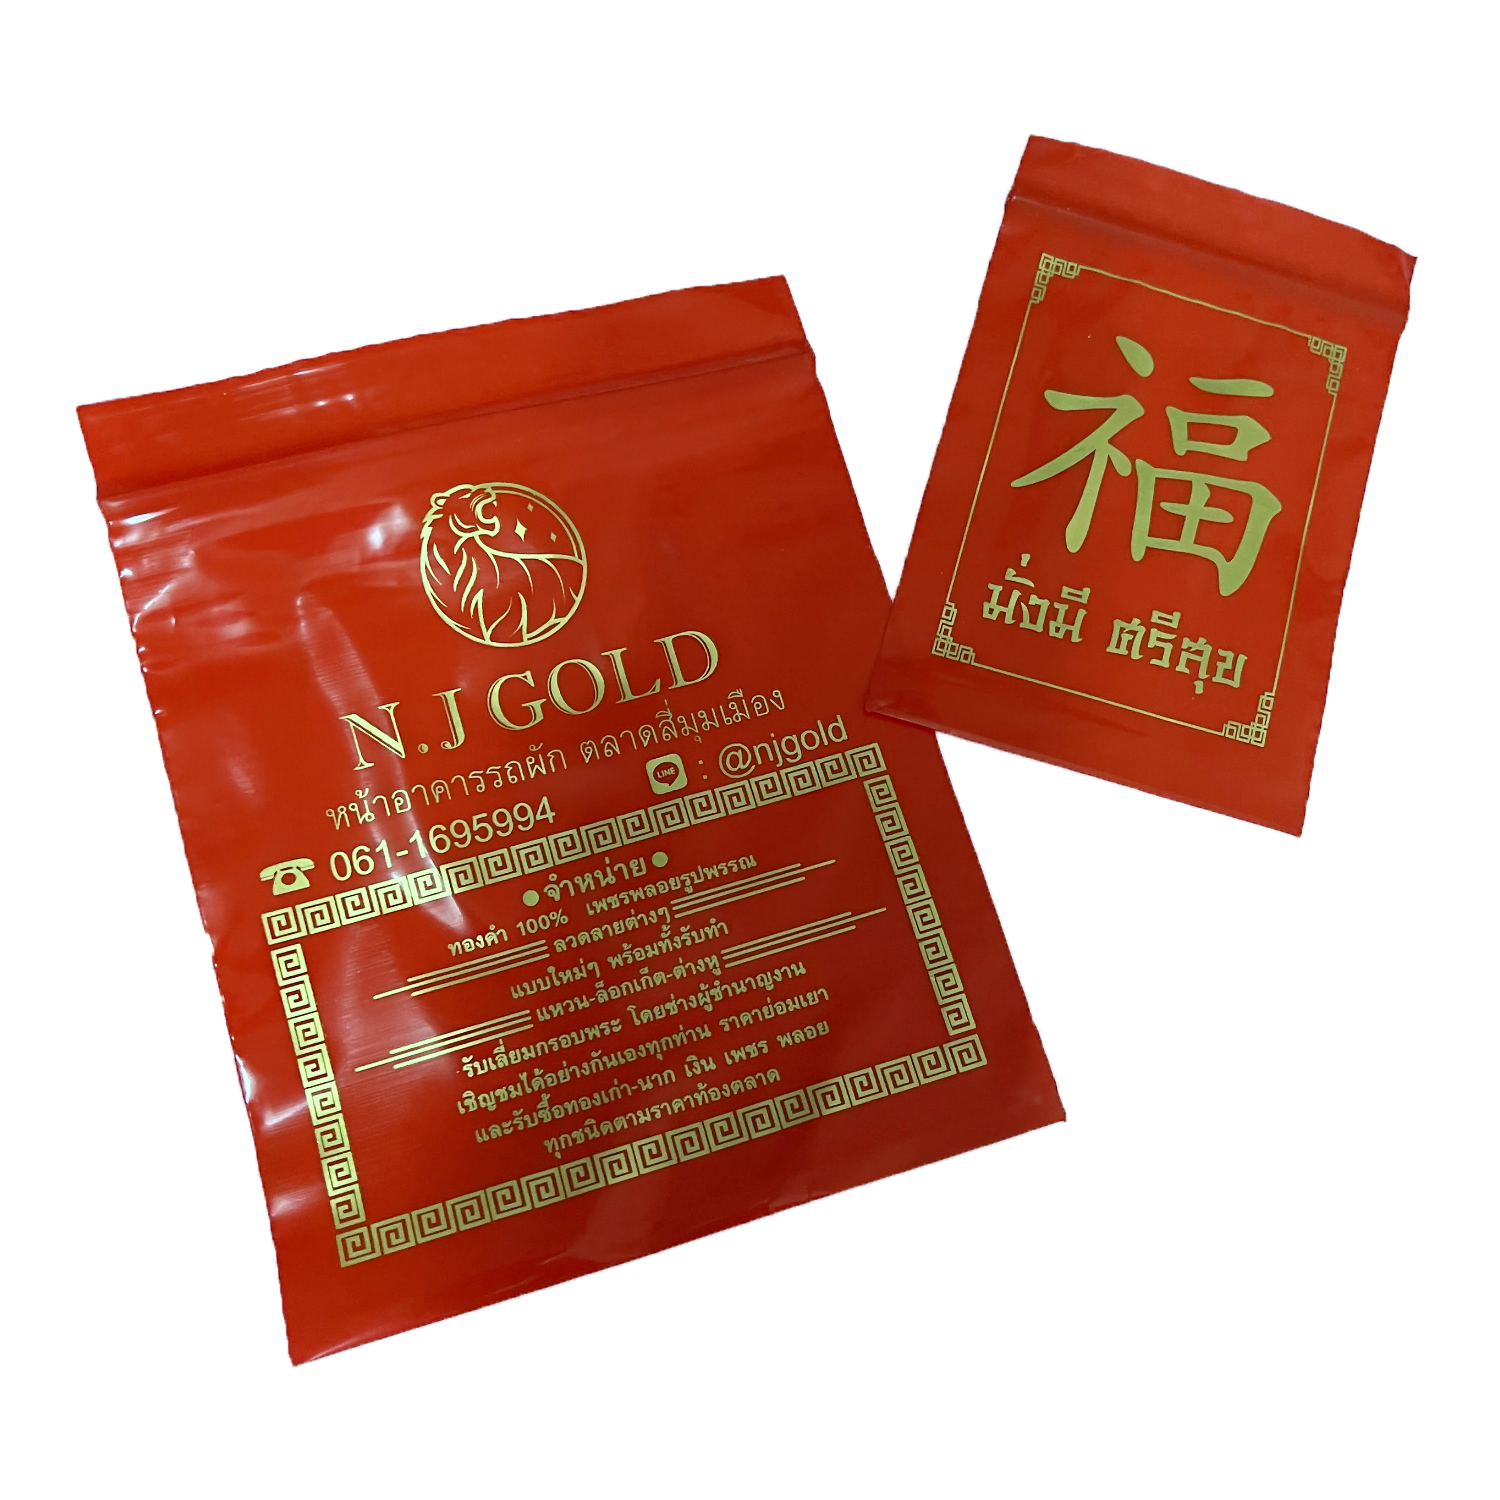 N.J GOLD
หน้าอาคารรถผัก ตลาดสี่มุมเมือง
LINE : @njgold
061-1695994
จำหน่าย
ทองคำ 100% เพชรพลอยรูปพรรณ
ลวดลายต่างๆ
แบบใหม่ๆ พร้อมทั้งรับทำ
แหวน-ล็อกเก็ต-ต่างหู
รับเลี่ยมกรอบพระ โดยช่างผู้ชำนาญงาน
เชิญชมได้อย่างกันเองทุกท่าน ราคาย่อมเยา
และรับซื้อทองเก่า-นาก เงิน เพชร พลอย
ทุกชนิดตามราคาท้องตลาด
福
มั่งมี ศรีสุข